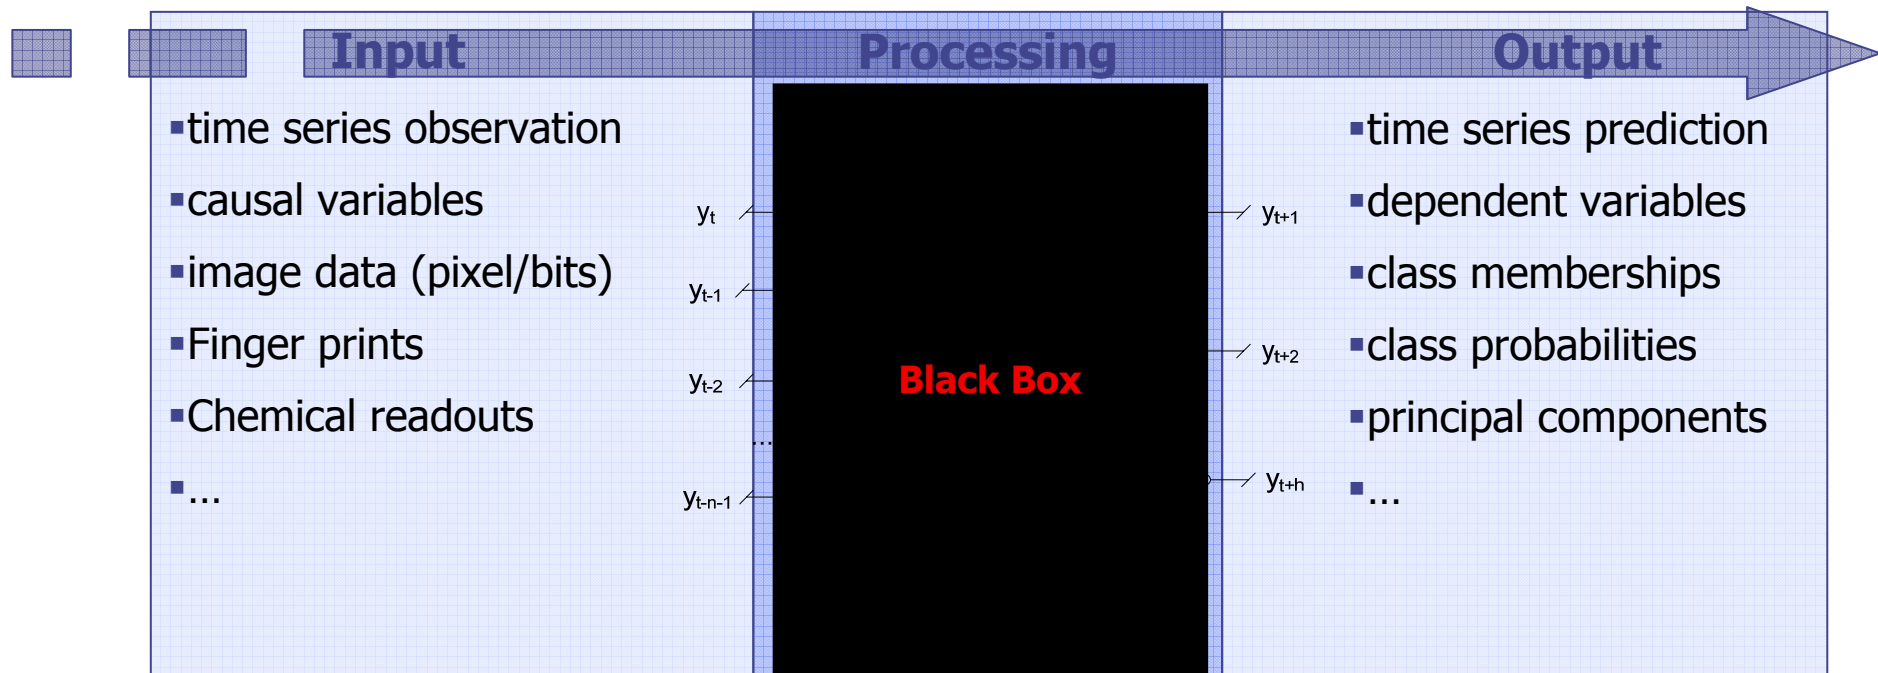 Input Processing Output
▪time series observation
▪causal variables
▪image data (pixel/bits)
▪Finger prints
▪Chemical readouts
▪...
yₜ
yₜ₋₁
yₜ₋₂
...
yₜ₋ₙ₋₁
Black Box
yₜ₊₁
yₜ₊₂
yₜ₊ₕ
▪time series prediction
▪dependent variables
▪class memberships
▪class probabilities
▪principal components
▪...